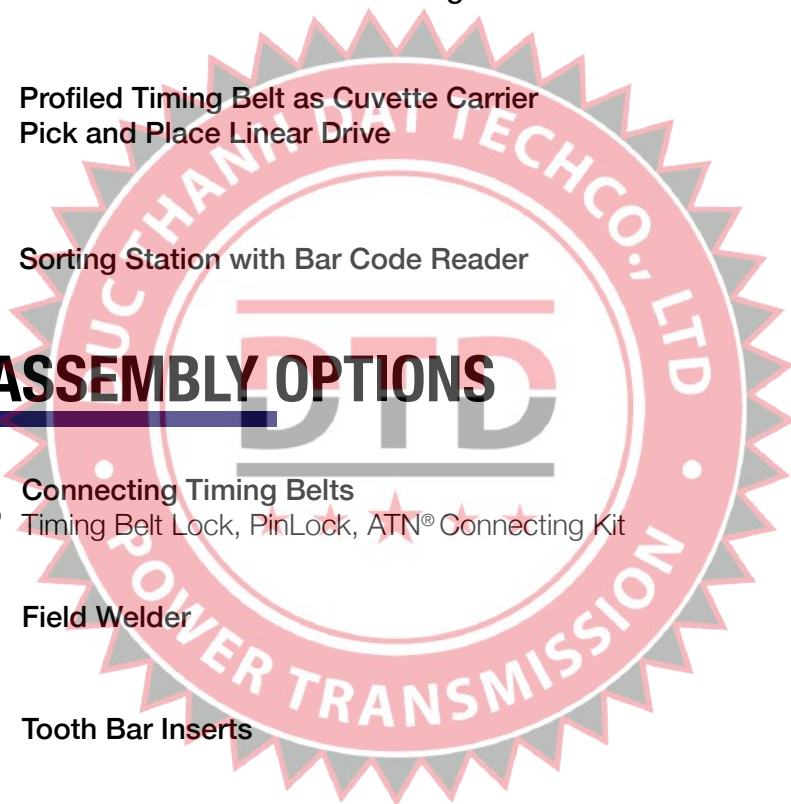 Profiled Timing Belt as Cuvette Carrier
Pick and Place Linear Drive
Sorting Station with Bar Code Reader
ASSEMBLY OPTIONS
Connecting Timing Belts
Timing Belt Lock, PinLock, ATN® Connecting Kit
Field Welder
Tooth Bar Inserts
DUC THANH DAT TECHCO., LTD
DTD
POWER TRANSMISSION